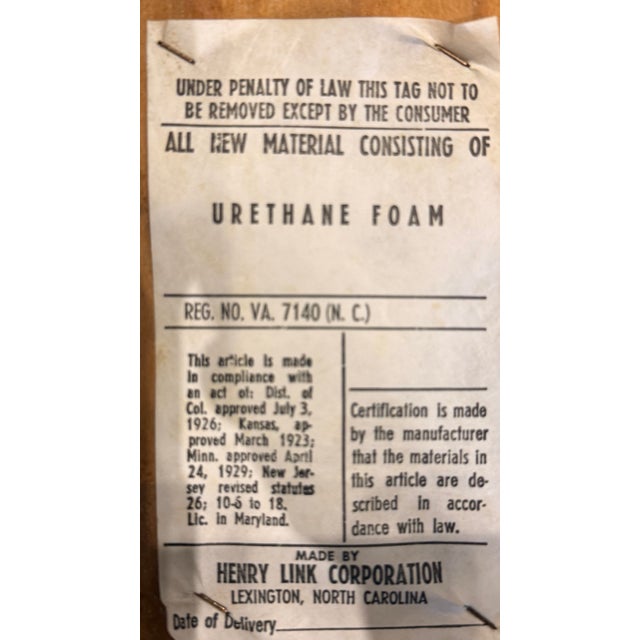 UNDER PENALTY OF LAW THIS TAG NOT TO
BE REMOVED EXCEPT BY THE CONSUMER
ALL NEW MATERIAL CONSISTING OF
URETHANE FOAM
REG. NO. VA. 7140 (N. C.)
This article is made
in compliance with
an act of: Dist. of
Col. approved July 3,
1926; Kansas, ap-
proved March 1923;
Minn. approved April
24, 1929; New Jer-
sey revised statutes
26; 10-6 to 18.
Lic. in Maryland.
Certification is made
by the manufacturer
that the materials in
this article are de-
scribed in accor-
dance with law.
MADE BY
HENRY LINK CORPORATION
LEXINGTON, NORTH CAROLINA
Date of Delivery